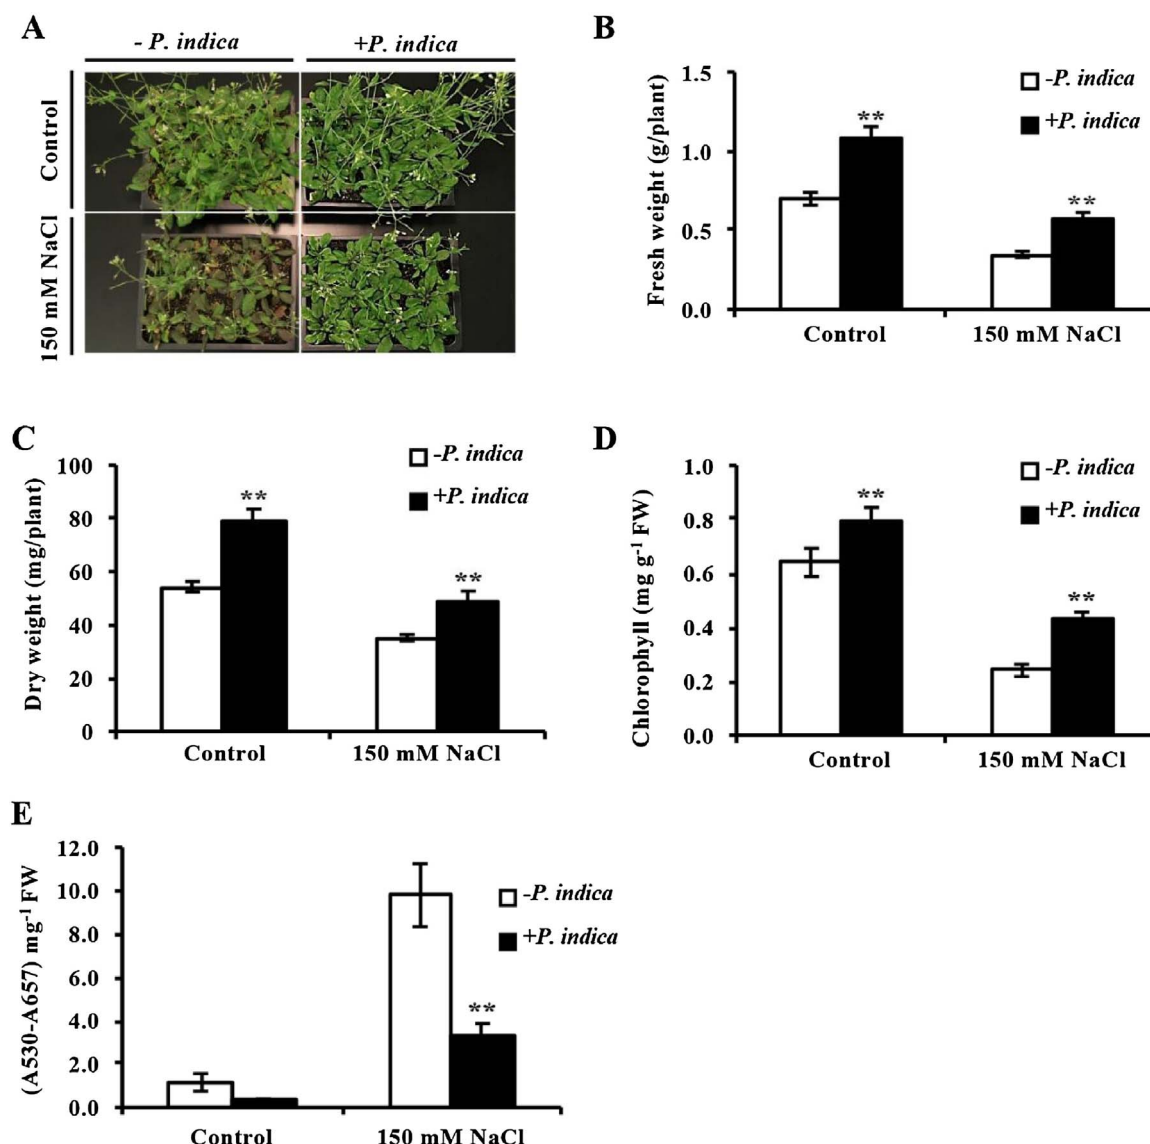 A
- P. indica
+P. indica
Control
150 mM NaCl
B
Fresh weight (g/plant)
1.5
1.0
0.5
0.0
-P. indica
+P. indica
**
**
Control
150 mM NaCl
C
Dry weight (mg/plant)
100
80
60
40
20
0
-P. indica
+P. indica
**
**
Control
150 mM NaCl
D
Chlorophyll (mg g⁻¹ FW)
1.0
0.8
0.6
0.4
0.2
0.0
-P. indica
+P. indica
**
**
Control
150 mM NaCl
E
(A530-A657) mg⁻¹ FW
12.0
10.0
8.0
6.0
4.0
2.0
0.0
-P. indica
+P. indica
**
Control
150 mM NaCl